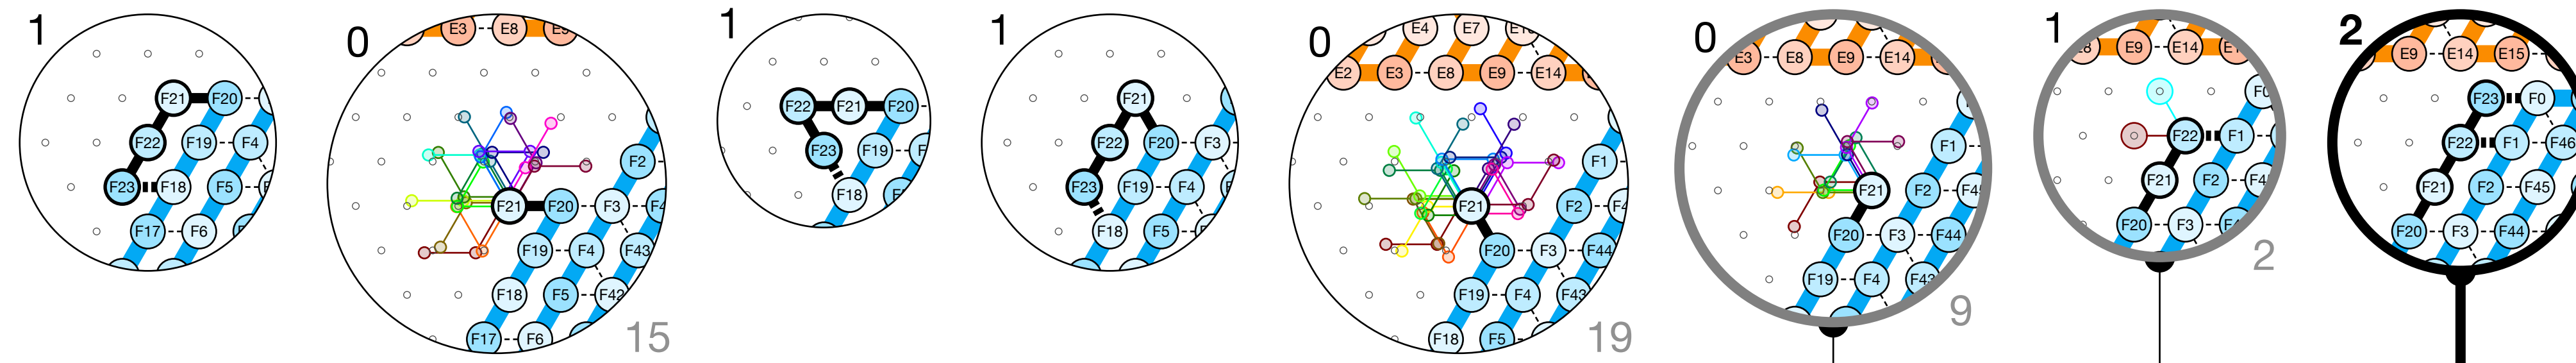 1
F21 F20
F22 F19 F4
F23 F18 F5
F17 F6
0
E3 E8 E9
F2
F21 F20 F3 F4
F19 F4 F43
F18 F5 F42
F17 F6
15
1
F22 F21 F20
F23 F19
F18
1
F21
F22 F20 F3
F23 F19 F4
F18 F5
0
E4 E7
E2 E3 E8 E9 E14
F1
F21 F2
F20 F3 F44
F19 F4 F43
F18 F5
19
0
E3 E8 E9 E14
F1
F21 F2
F20 F3 F44
F19 F4
9
1
E9 E14
F0
F22 F1
F21 F2
F20 F3
2
2
E9 E14 E15
F23 F0
F22 F1 F46
F21 F2 F45
F20 F3 F44